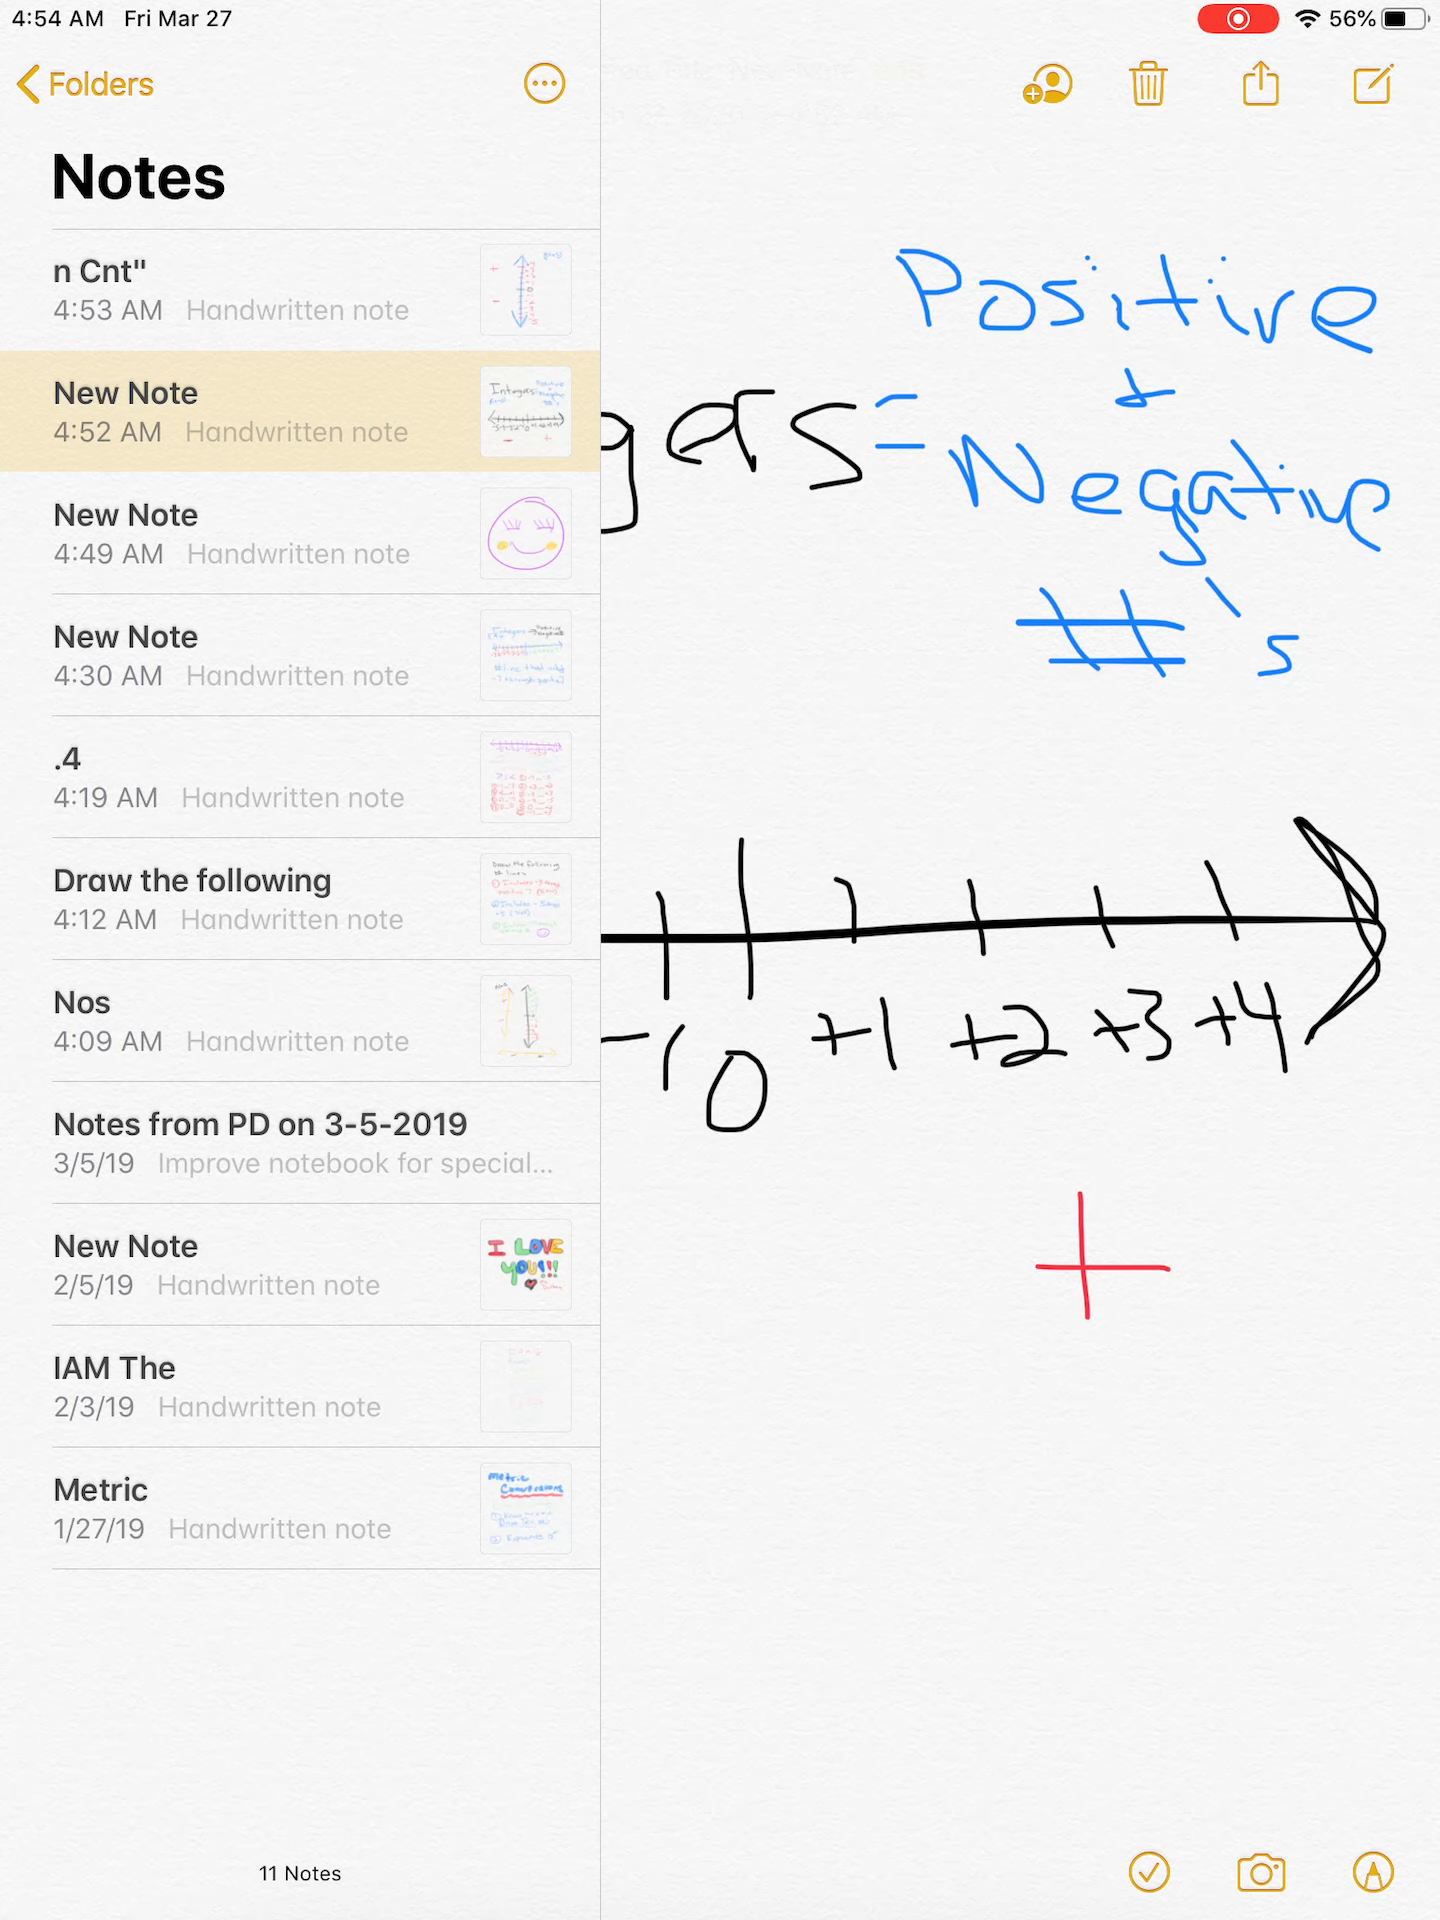 4:54 AM Fri Mar 27
56%
Folders
Notes
n Cnt"
4:53 AM Handwritten note
New Note
4:52 AM Handwritten note
New Note
4:49 AM Handwritten note
New Note
4:30 AM Handwritten note
.4
4:19 AM Handwritten note
Draw the following
4:12 AM Handwritten note
Nos
4:09 AM Handwritten note
Notes from PD on 3-5-2019
3/5/19 Improve notebook for special...
New Note
2/5/19 Handwritten note
I LOVE
YOU!!!
IAM The
2/3/19 Handwritten note
Metric
1/27/19 Handwritten note
Metric
Conversions
11 Notes
Positive
+
gers = Negative
#'s
-1 0 +1 +2 +3 +4
+